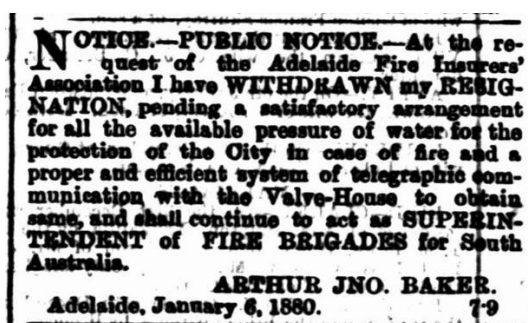 NOTICE.—PUBLIC NOTICE.—At the re-
quest of the Adelaide Fire Insurers'
Association I have WITHDRAWN my RESIG-
NATION, pending a satisfactory arrangement
for all the available pressure of water for the
protection of the City in case of fire and a
proper and efficient system of telegraphic com-
munication with the Valve-House to obtain
same, and shall continue to act as SUPERIN-
TENDENT of FIRE BRIGADES for South
Australia.
ARTHUR JNO. BAKER.
Adelaide, January 6, 1880. 7·9